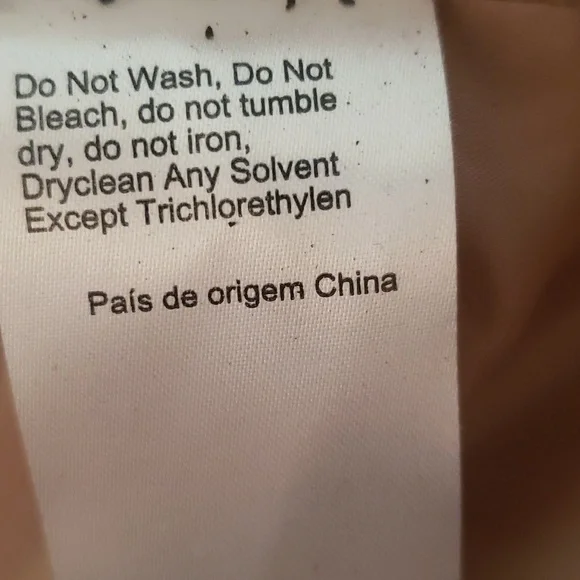 Do Not Wash, Do Not
Bleach, do not tumble
dry, do not iron,
Dryclean Any Solvent
Except Trichlorethylen
País de origem China